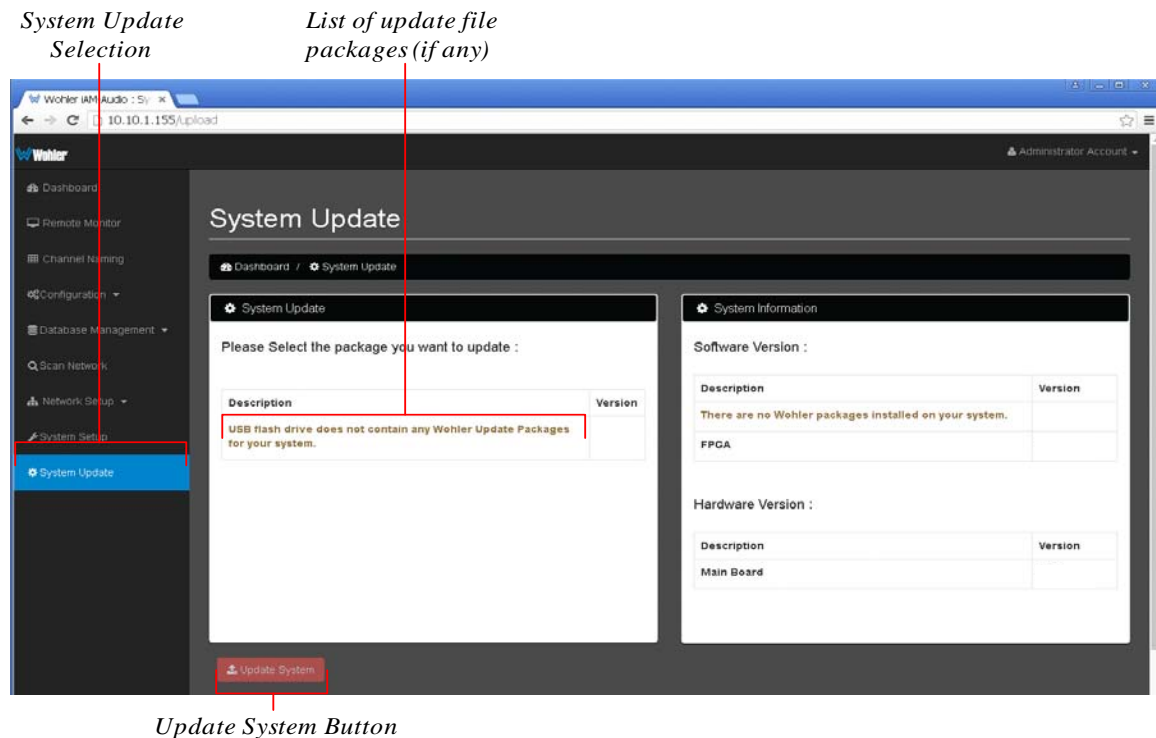 System Update
Selection
List of update file
packages (if any)
Wohler iAM-Audio : Sy
10.10.1.155/upload
Wohler
Administrator Account
Dashboard
Remote Monitor
Channel Naming
Configuration
Database Management
Scan Network
Network Setup
System Setup
System Update
System Update
Dashboard / System Update
System Update
Please Select the package you want to update :
Description Version
USB flash drive does not contain any Wohler Update Packages
for your system.
System Information
Software Version :
Description Version
There are no Wohler packages installed on your system.
FPGA
Hardware Version :
Description Version
Main Board
Update System
Update System Button